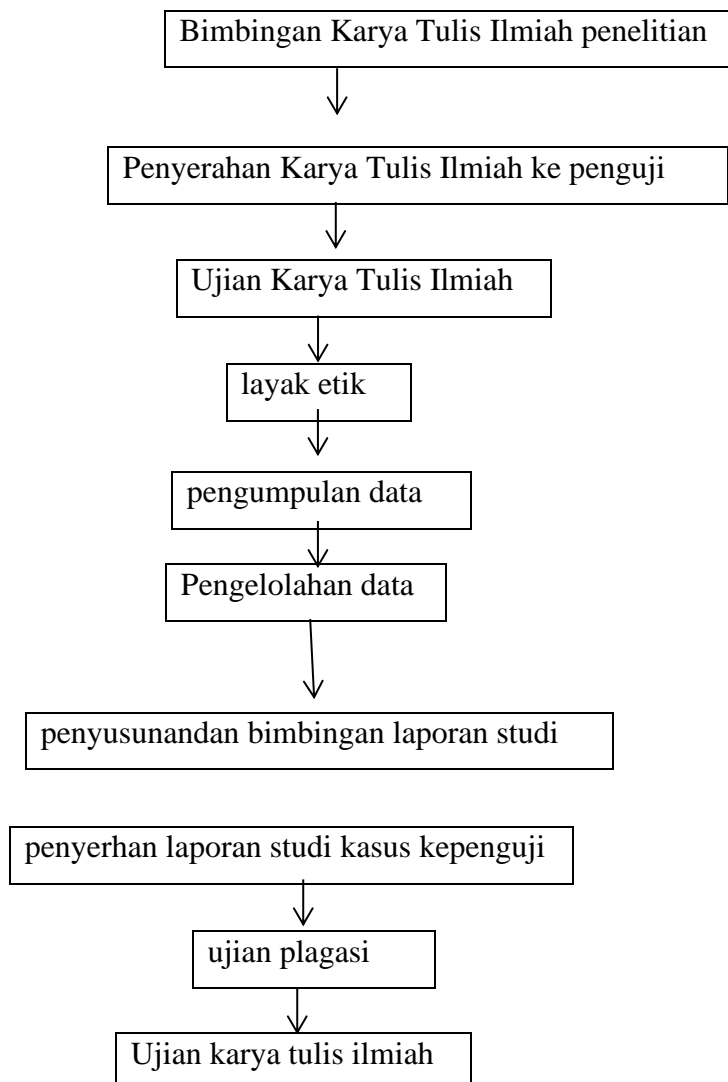 Bimbingan Karya Tulis Ilmiah penelitian
Penyerahan Karya Tulis Ilmiah ke penguji
Ujian Karya Tulis Ilmiah
layak etik
pengumpulan data
Pengelolahan data
penyusunandan bimbingan laporan studi
penyerhan laporan studi kasus kepenguji
ujian plagasi
Ujian karya tulis ilmiah